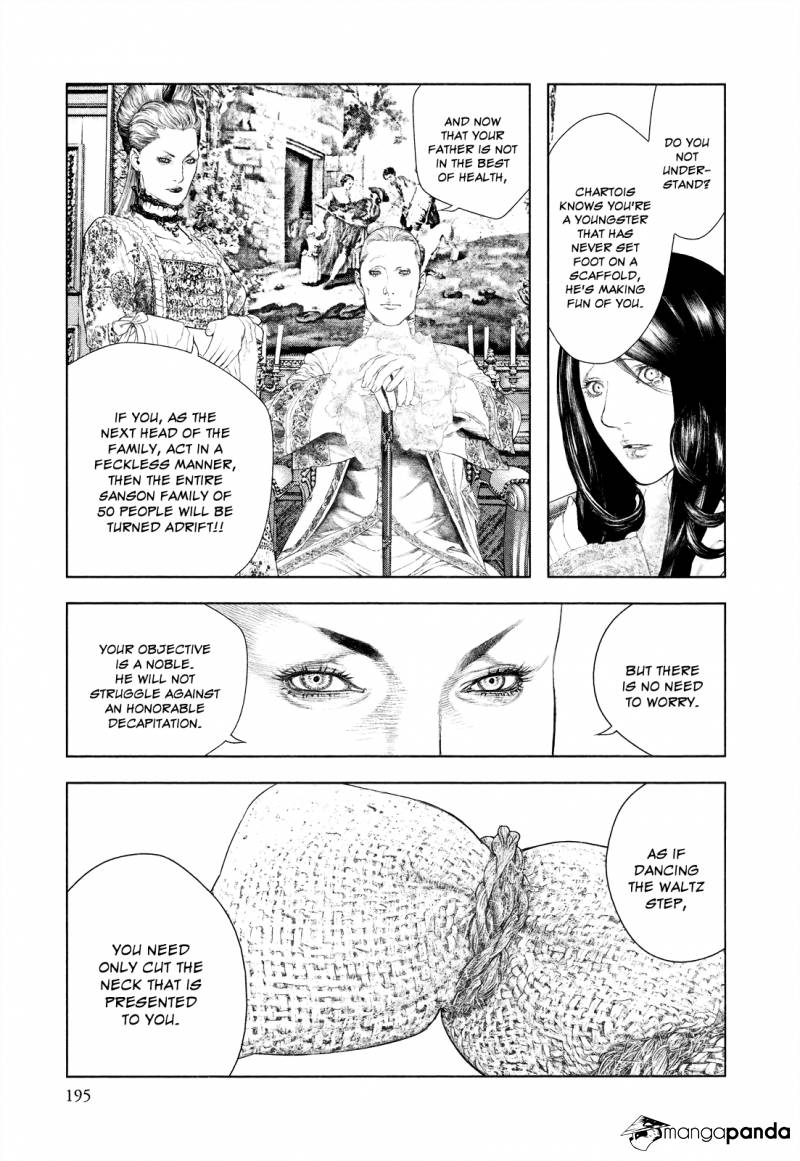 DO YOU
NOT
UNDER-
STAND?
CHARTOIS
KNOWS YOU'RE
A YOUNGSTER
THAT HAS
NEVER SET
FOOT ON A
SCAFFOLD,
HE'S MAKING
FUN OF YOU.
AND NOW
THAT YOUR
FATHER IS NOT
IN THE BEST
OF HEALTH,
IF YOU, AS THE
NEXT HEAD OF THE
FAMILY, ACT IN A
FECKLESS MANNER,
THEN THE ENTIRE
SANSON FAMILY OF
50 PEOPLE WILL BE
TURNED ADRIFT!!
BUT THERE
IS NO NEED
TO WORRY.
YOUR OBJECTIVE
IS A NOBLE.
HE WILL NOT
STRUGGLE AGAINST
AN HONORABLE
DECAPITATION.
AS IF
DANCING
THE WALTZ
STEP,
YOU NEED
ONLY CUT THE
NECK THAT IS
PRESENTED
TO YOU.
195
mangapanda